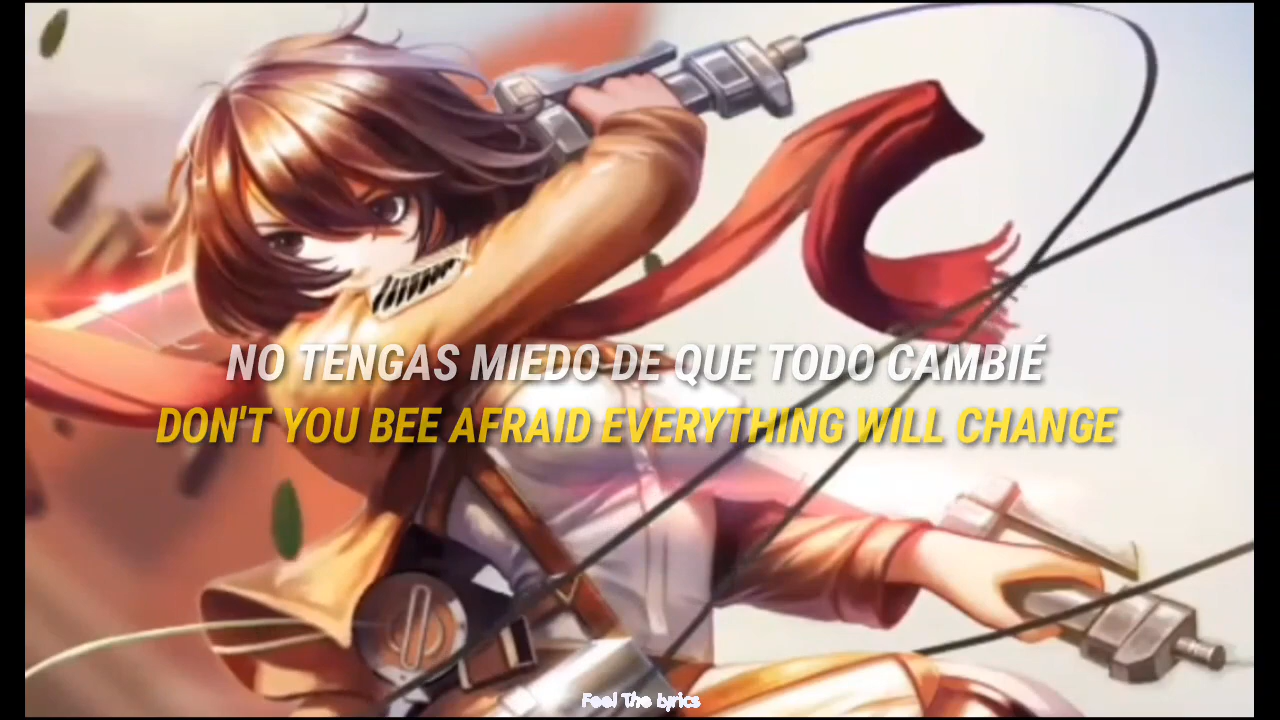 NO TENGAS MIEDO DE QUE TODO CAMBIÉ
DON'T YOU BEE AFRAID EVERYTHING WILL CHANGE
Feel The Lyrics